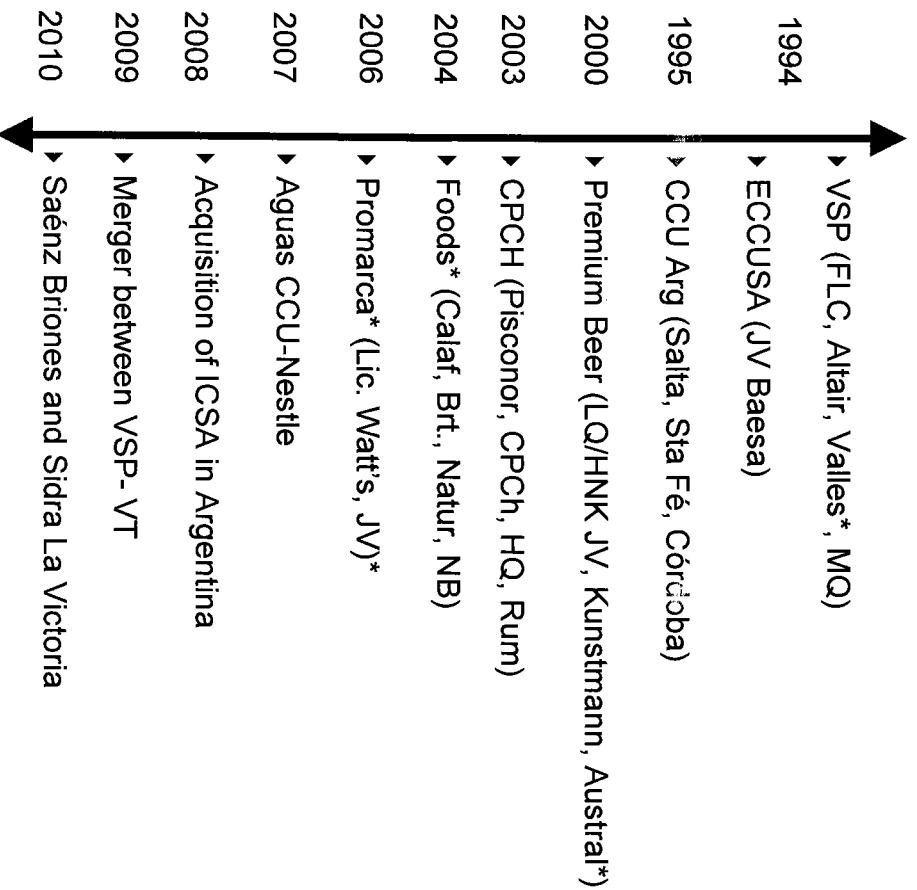 ▸ VSP (FLC, Altair, Valles*, MQ)
1994
▸ ECCUSA (JV Baesa)
1995 ▸ CCU Arg (Salta, Sta Fé, Córdoba)
2000 ▸ Premium Beer (LQ/HNK JV, Kunstmann, Austral*)
2003 ▸ CPCH (Pisconor, CPCh, HQ, Rum)
2004 ▸ Foods* (Calaf, Brt., Natur, NB)
2006 ▸ Promarca* (Lic. Watt's, JV)*
2007 ▸ Aguas CCU-Nestle
2008 ▸ Acquisition of ICSA in Argentina
2009 ▸ Merger between VSP- VT
2010 ▸ Saénz Briones and Sidra La Victoria